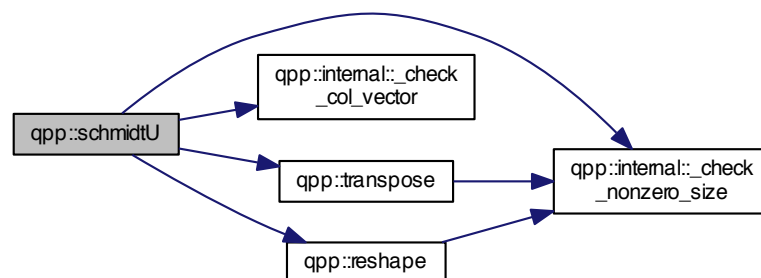 qpp::schmidtU
qpp::internal::_check
_col_vector
qpp::transpose
qpp::internal::_check
_nonzero_size
qpp::reshape